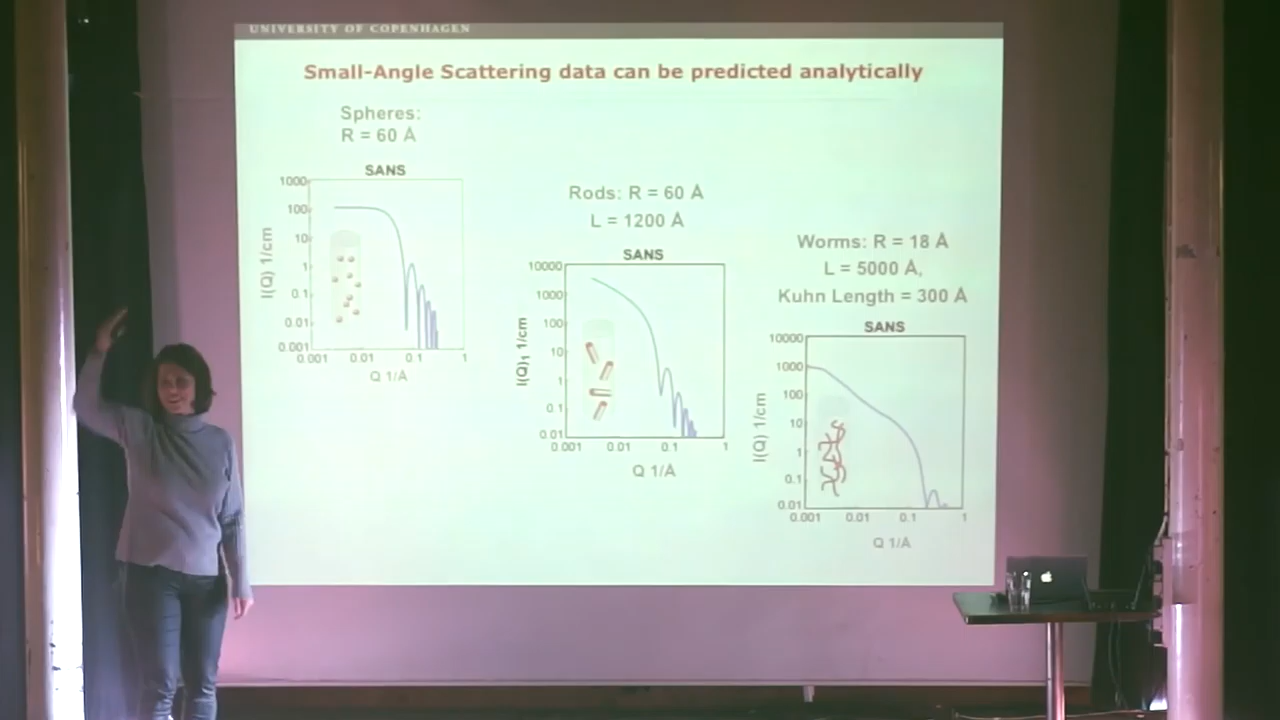 UNIVERSITY OF COPENHAGEN
Small-Angle Scattering data can be predicted analytically
Spheres:
R = 60 Å
SANS
1000
100
10
1
0.1
0.01
0.001
I(Q) 1/cm
0.001 0.01 0.1 1
Q 1/Å
Rods: R = 60 Å
L = 1200 Å
SANS
10000
1000
100
10
1
0.1
0.01
I(Q), 1/cm
0.001 0.01 0.1 1
Q 1/Å
Worms: R = 18 Å
L = 5000 Å,
Kuhn Length = 300 Å
SANS
10000
1000
100
10
1
0.1
0.01
I(Q) 1/cm
0.001 0.01 0.1 1
Q 1/Å